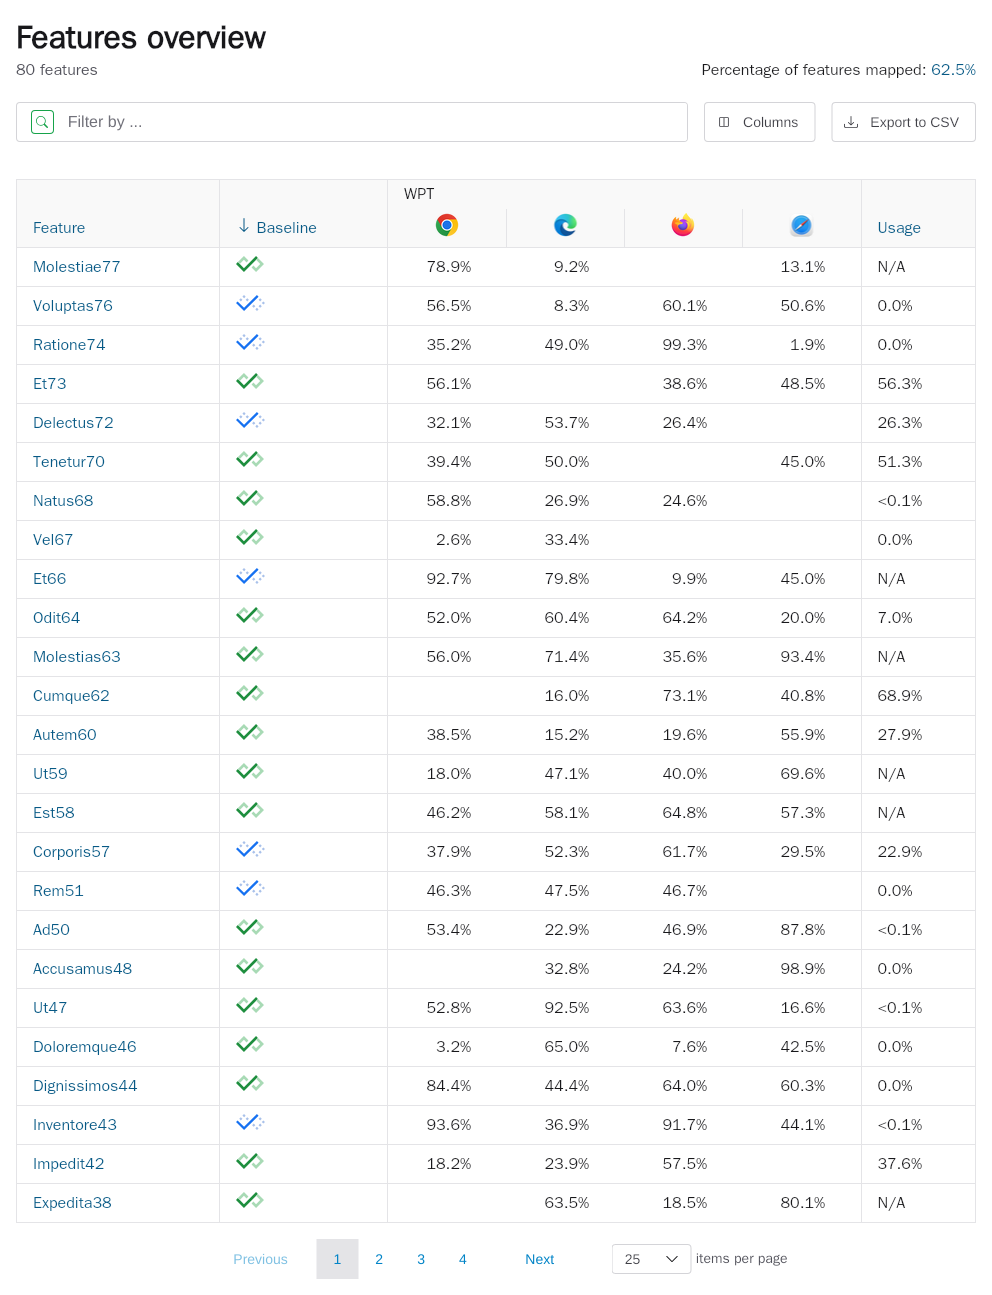 Features overview
80 features
Percentage of features mapped: 62.5%
Filter by ...
Columns
Export to CSV
WPT
Feature Baseline Usage
Molestiae77 78.9% 9.2% 13.1% N/A
Voluptas76 56.5% 8.3% 60.1% 50.6% 0.0%
Ratione74 35.2% 49.0% 99.3% 1.9% 0.0%
Et73 56.1% 38.6% 48.5% 56.3%
Delectus72 32.1% 53.7% 26.4% 26.3%
Tenetur70 39.4% 50.0% 45.0% 51.3%
Natus68 58.8% 26.9% 24.6% <0.1%
Vel67 2.6% 33.4% 0.0%
Et66 92.7% 79.8% 9.9% 45.0% N/A
Odit64 52.0% 60.4% 64.2% 20.0% 7.0%
Molestias63 56.0% 71.4% 35.6% 93.4% N/A
Cumque62 16.0% 73.1% 40.8% 68.9%
Autem60 38.5% 15.2% 19.6% 55.9% 27.9%
Ut59 18.0% 47.1% 40.0% 69.6% N/A
Est58 46.2% 58.1% 64.8% 57.3% N/A
Corporis57 37.9% 52.3% 61.7% 29.5% 22.9%
Rem51 46.3% 47.5% 46.7% 0.0%
Ad50 53.4% 22.9% 46.9% 87.8% <0.1%
Accusamus48 32.8% 24.2% 98.9% 0.0%
Ut47 52.8% 92.5% 63.6% 16.6% <0.1%
Doloremque46 3.2% 65.0% 7.6% 42.5% 0.0%
Dignissimos44 84.4% 44.4% 64.0% 60.3% 0.0%
Inventore43 93.6% 36.9% 91.7% 44.1% <0.1%
Impedit42 18.2% 23.9% 57.5% 37.6%
Expedita38 63.5% 18.5% 80.1% N/A
Previous 1 2 3 4 Next 25 items per page